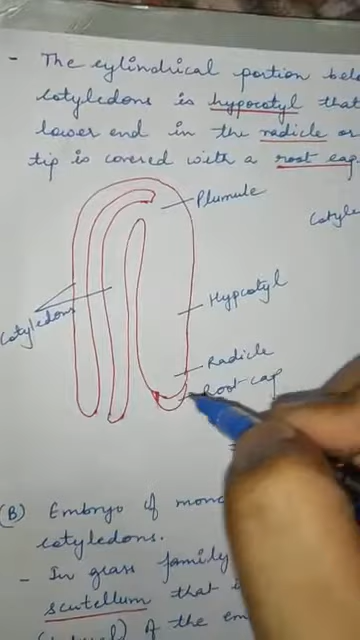 - The cylindrical portion bel
cotyledons is hypocotyl that
lower end in the radicle or
tip is covered with a root cap.
Plumule
Cotyle
Cotyledons
Hypocotyl
Radicle
Root cap
(B) Embryo of mono
cotyledons.
- In grass family
scutellum that
of the em